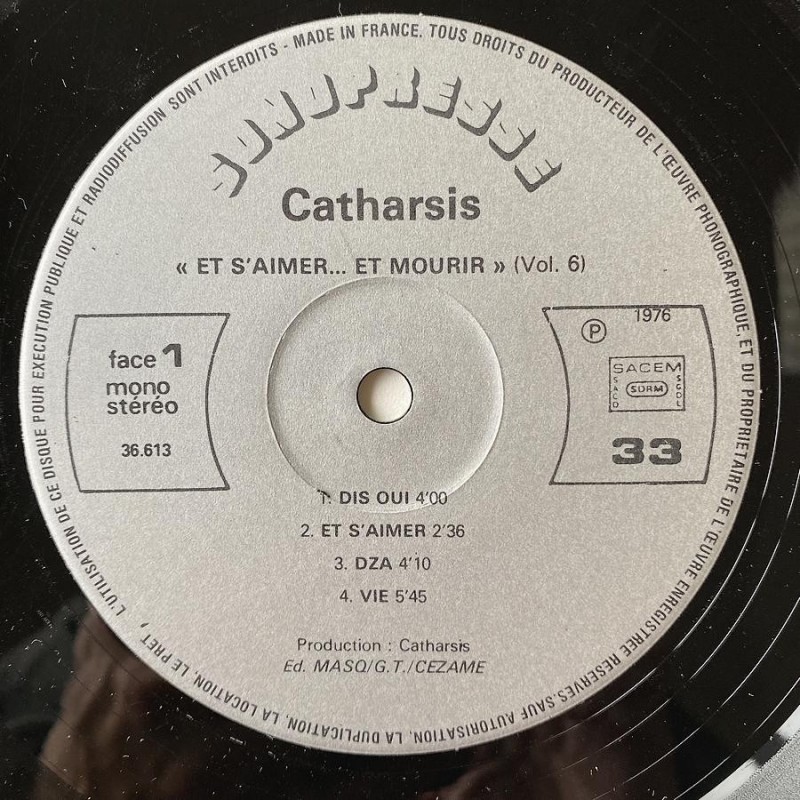 TOUS DROITS DU PRODUCTEUR DE L'ŒUVRE PHONOGRAPHIQUE ET DU PROPRIETAIRE DE L'ŒUVRE ENREGISTREE RESERVES. SAUF AUTORISATION, LA DUPLICATION, LA LOCATION, LE PRET, L'UTILISATION DE CE DISQUE POUR EXECUTION PUBLIQUE ET RADIODIFFUSION SONT INTERDITS - MADE IN FRANCE.
SONOPRESSE
Catharsis
« ET S'AIMER... ET MOURIR » (Vol. 6)
face 1
mono
stéréo
36.613
℗ 1976
SACEM
SACD SDRM SGDL
33
1. DIS OUI 4'00
2. ET S'AIMER 2'36
3. DZA 4'10
4. VIE 5'45
Production : Catharsis
Ed. MASQ/G.T./CEZAME